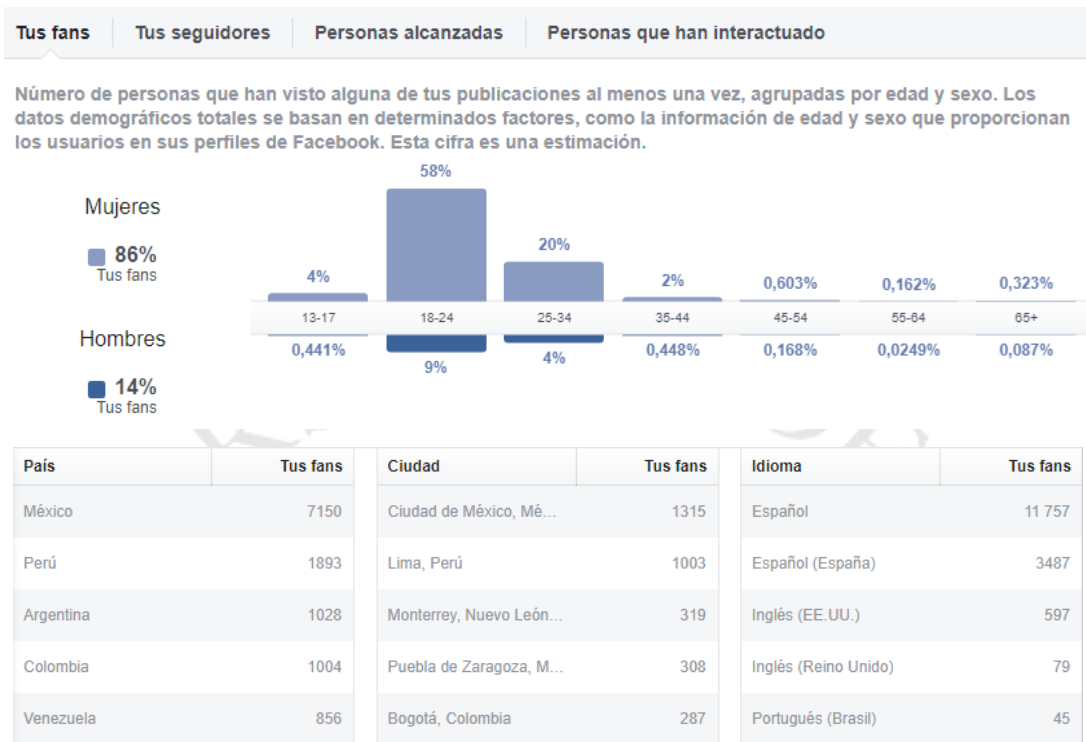 Tus fans Tus seguidores Personas alcanzadas Personas que han interactuado
Número de personas que han visto alguna de tus publicaciones al menos una vez, agrupadas por edad y sexo. Los
datos demográficos totales se basan en determinados factores, como la información de edad y sexo que proporcionan
los usuarios en sus perfiles de Facebook. Esta cifra es una estimación.
Mujeres
86%
Tus fans
4% 58% 20% 2% 0,603% 0,162% 0,323%
13-17 18-24 25-34 35-44 45-54 55-64 65+
Hombres
0,441% 9% 4% 0,448% 0,168% 0,0249% 0,087%
14%
Tus fans
País Tus fans Ciudad Tus fans Idioma Tus fans
México 7150 Ciudad de México, Mé... 1315 Español 11 757
Perú 1893 Lima, Perú 1003 Español (España) 3487
Argentina 1028 Monterrey, Nuevo León... 319 Inglés (EE.UU.) 597
Colombia 1004 Puebla de Zaragoza, M... 308 Inglés (Reino Unido) 79
Venezuela 856 Bogotá, Colombia 287 Portugués (Brasil) 45